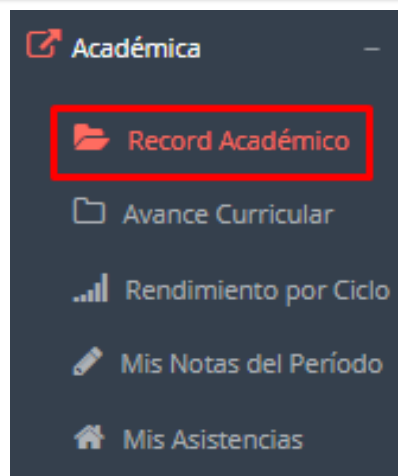 Académica
Record Académico
Avance Curricular
Rendimiento por Ciclo
Mis Notas del Período
Mis Asistencias